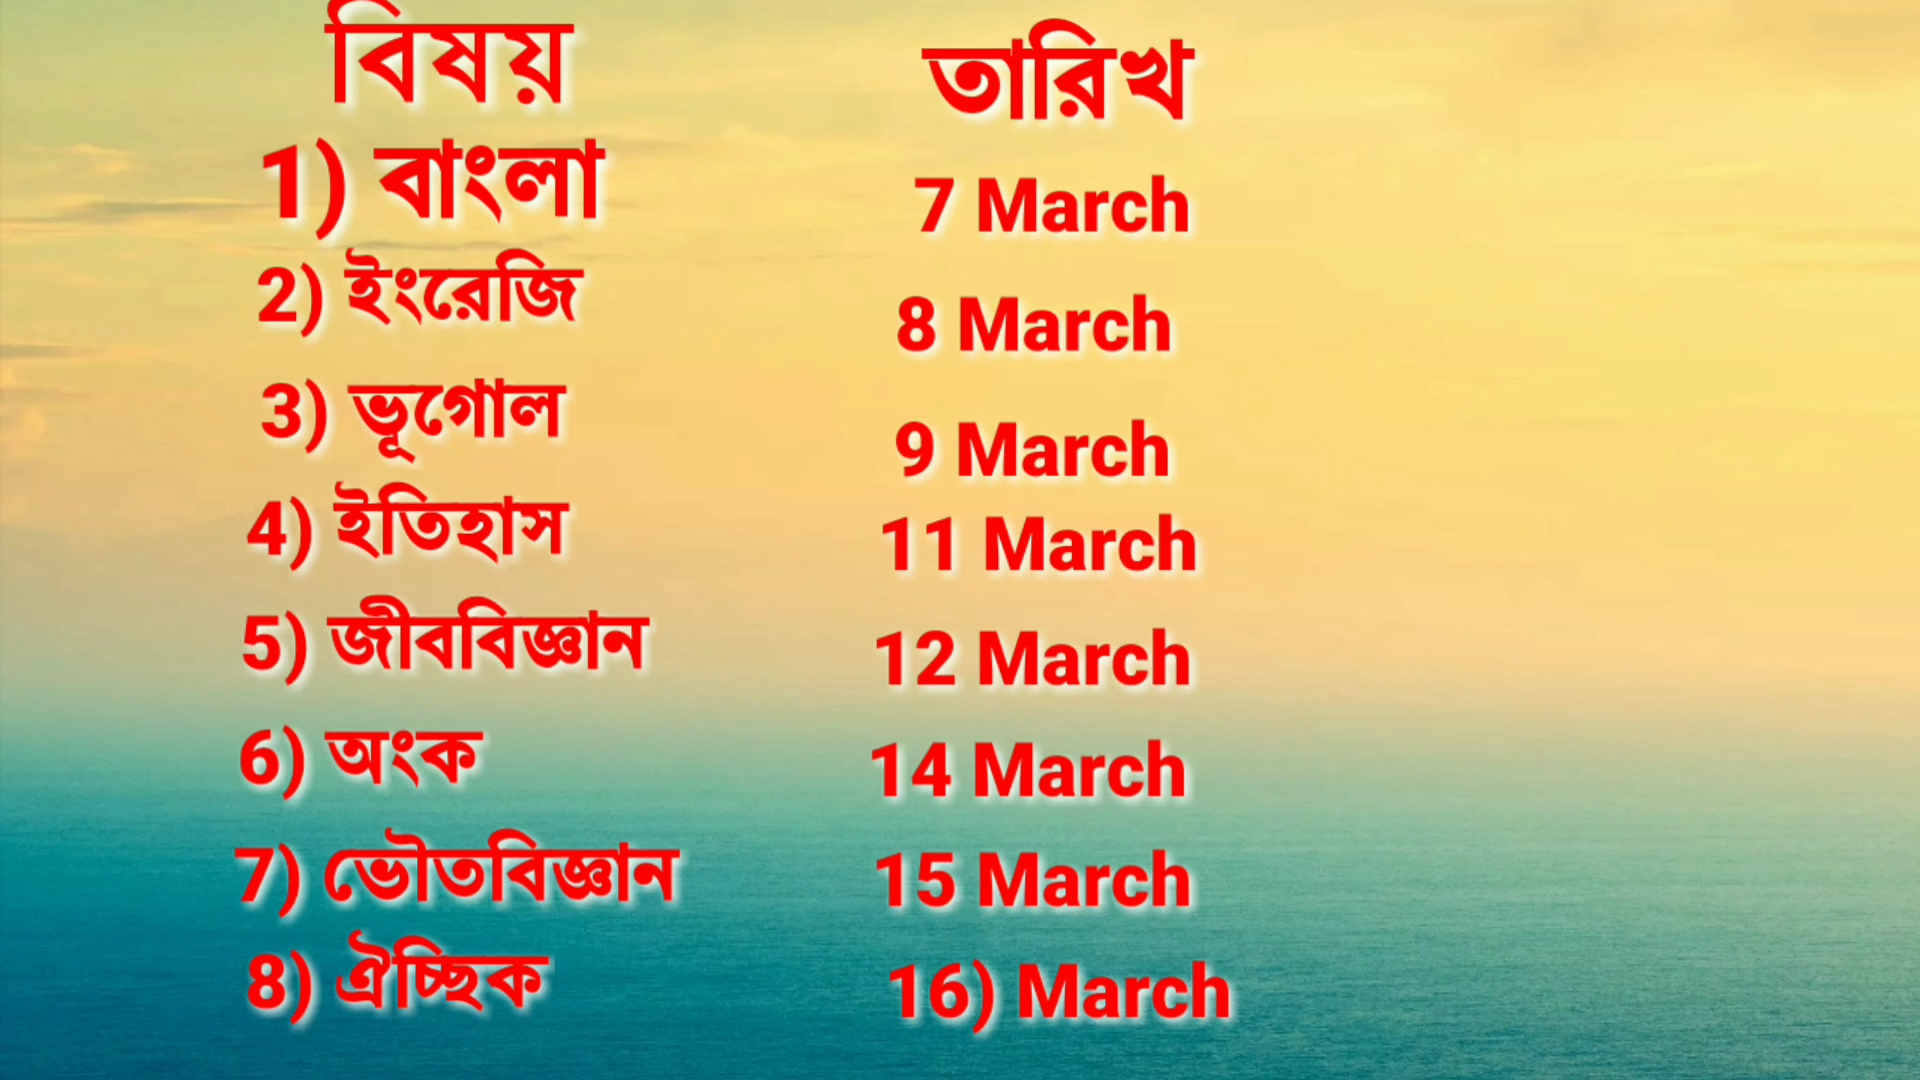 বিষয় তারিখ
1) বাংলা 7 March
2) ইংরেজি 8 March
3) ভূগোল 9 March
4) ইতিহাস 11 March
5) জীববিজ্ঞান 12 March
6) অংক 14 March
7) ভৌতবিজ্ঞান 15 March
8) ঐচ্ছিক 16) March